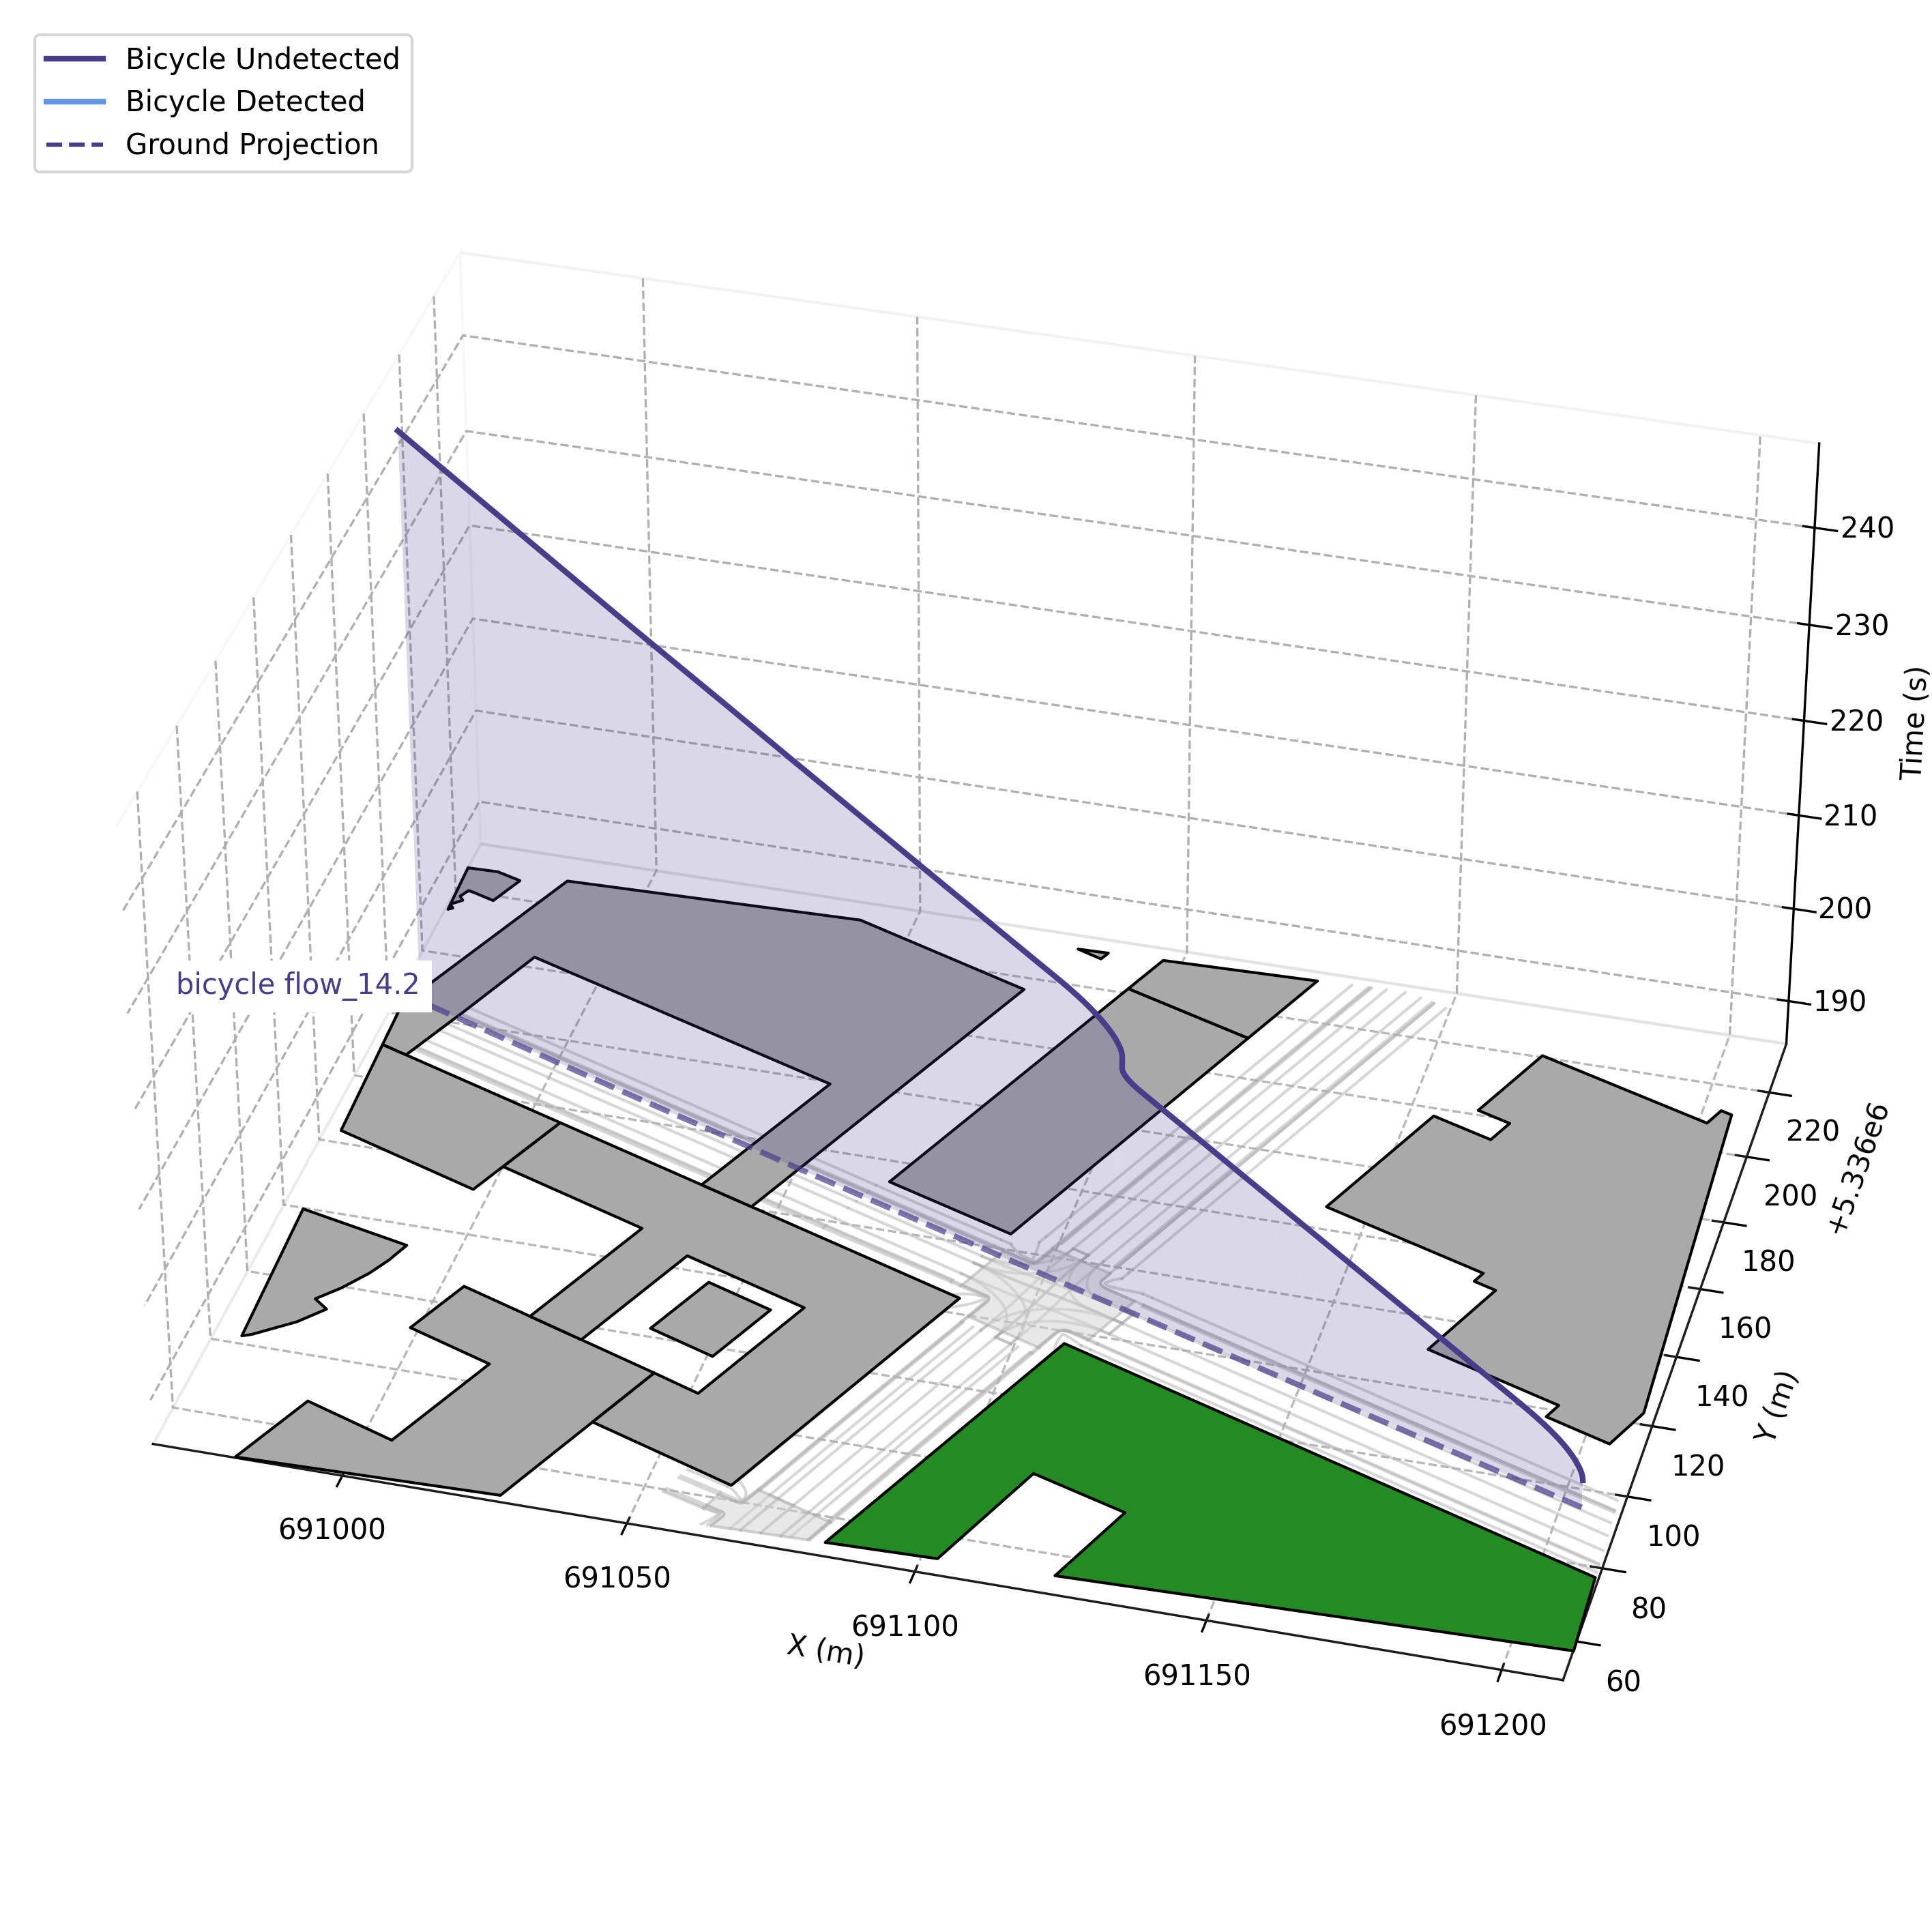 Bicycle Undetected
Bicycle Detected
Ground Projection
240
230
220
210
200
190
Time (s)
bicycle flow_14.2
220
200
180
160
140
120
100
80
60
+5.336e6
Y (m)
691000
691050
691100
691150
691200
X (m)